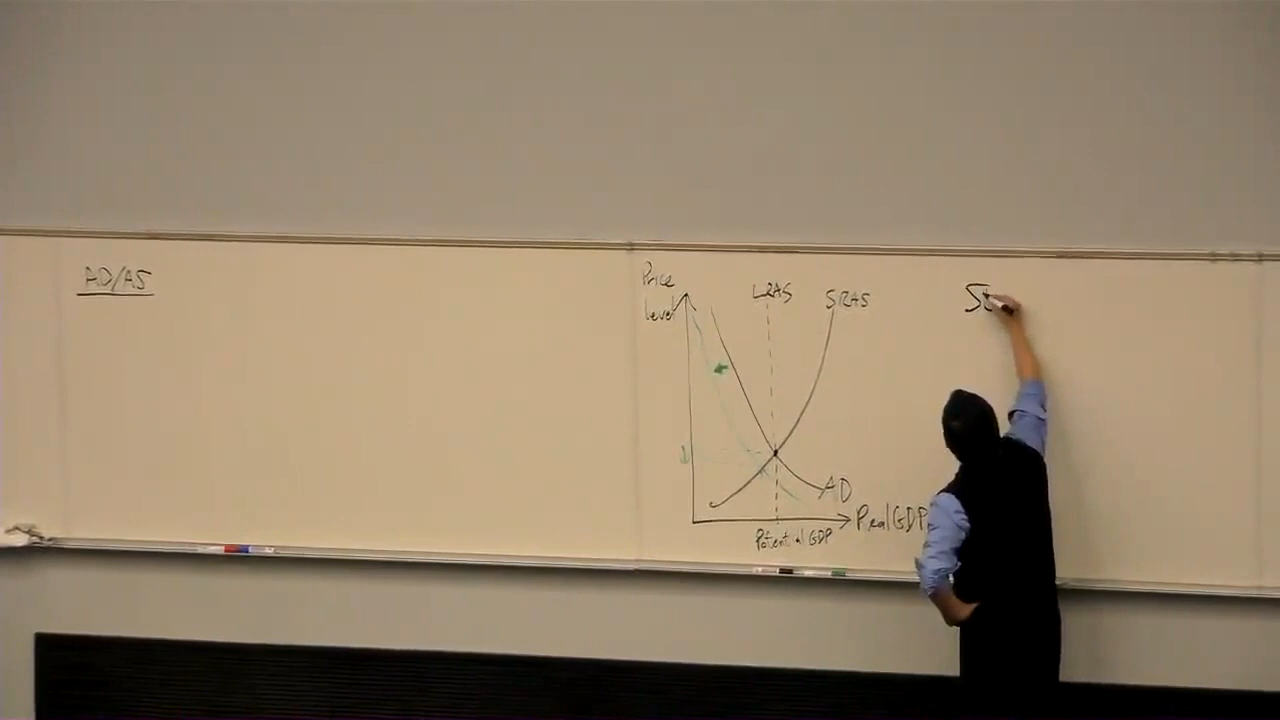 AD/AS
Price
level
LRAS
SRAS
AD
Real GDP
Potential GDP